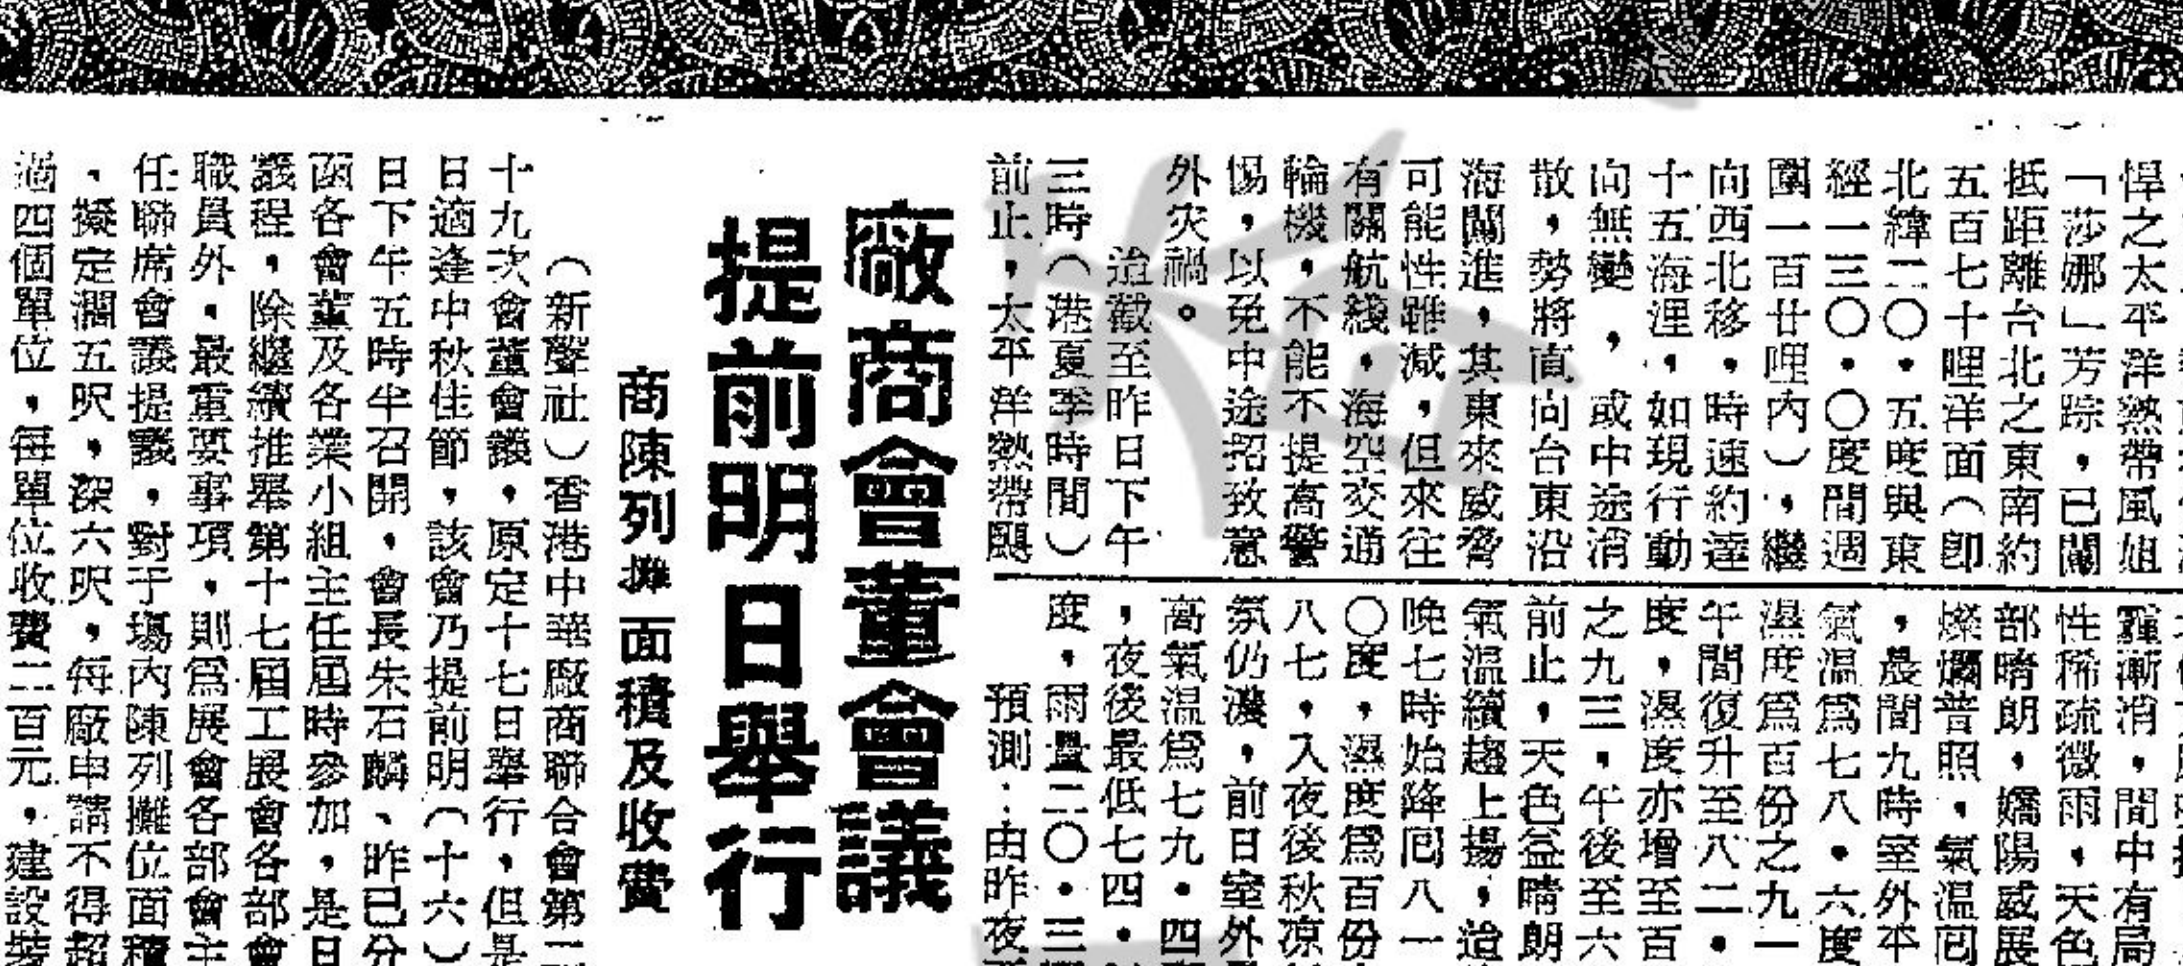 悍之太平洋熱帶風姐
「莎娜」芳踪，已闖
抵距離台北之東南約
五百七十哩洋面（卽
北緯二〇・五度與東
經一三〇・〇度間週
圍一百廿哩內），繼
向西北移，時速約達
十五海浬，如現行動
向無變，或中途消
散，勢將直向台東沿
海闖進，其東來威脅
可能性雖減，但來往
有關航綫，海空交通
輪機，不能不提高警
惕，以免中途招致意
外災禍。
迨截至昨日下午
三時（港夏季時間）
前止，太平洋熱帶颶
霾漸消，間中有局
性稀疏微雨，天色
部晴朗，嬌陽威展
燦爛普照，氣温囘
，晨間九時室外平
氣温爲七八・六度
濕度爲百份之九一
午間復升至八二・
度，濕度亦增至百
之九三，午後至六
前止，天色益晴朗
氣温續趨上揚，迨
晚七時始降囘八一
〇度，濕度爲百份
八七，入夜後秋凉
氛仍濃，前日室外
高氣温爲七九・四
，夜後最低七四・
度，雨量二〇・三
預測：由昨夜
廠商會董會議
提前明日舉行
商陳列攤面積及收費
（新聲社）香港中華廠商聯合會第
十九次會董會議，原定十七日舉行，但是
日適逢中秋佳節，該會乃提前明（十六）
日下午五時半召開，會長朱石麟、昨已分
函各會董及各業小組主任屆時參加，是日
議程，除繼續推舉第十七屆工展會各部會
職員外，最重要事項，則爲展會各部會主
任聯席會議提議，對于塲內陳列攤位面積
，擬定濶五呎，深六呎，每廠申請不得超
過四個單位，每單位收費二百元，建設裝